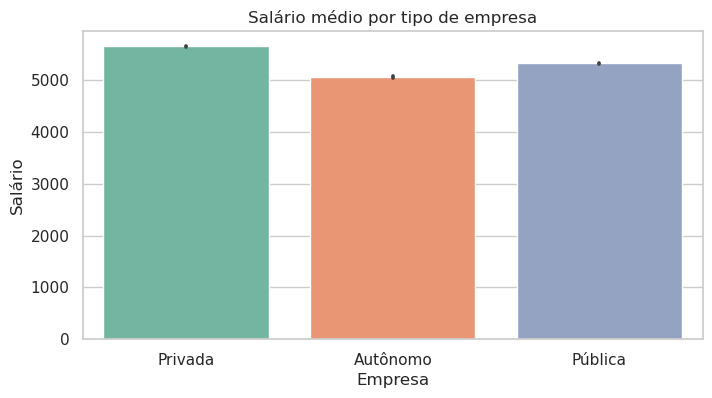 Salário médio por tipo de empresa
Salário
5000
4000
3000
2000
1000
0
Privada
Autônomo
Pública
Empresa